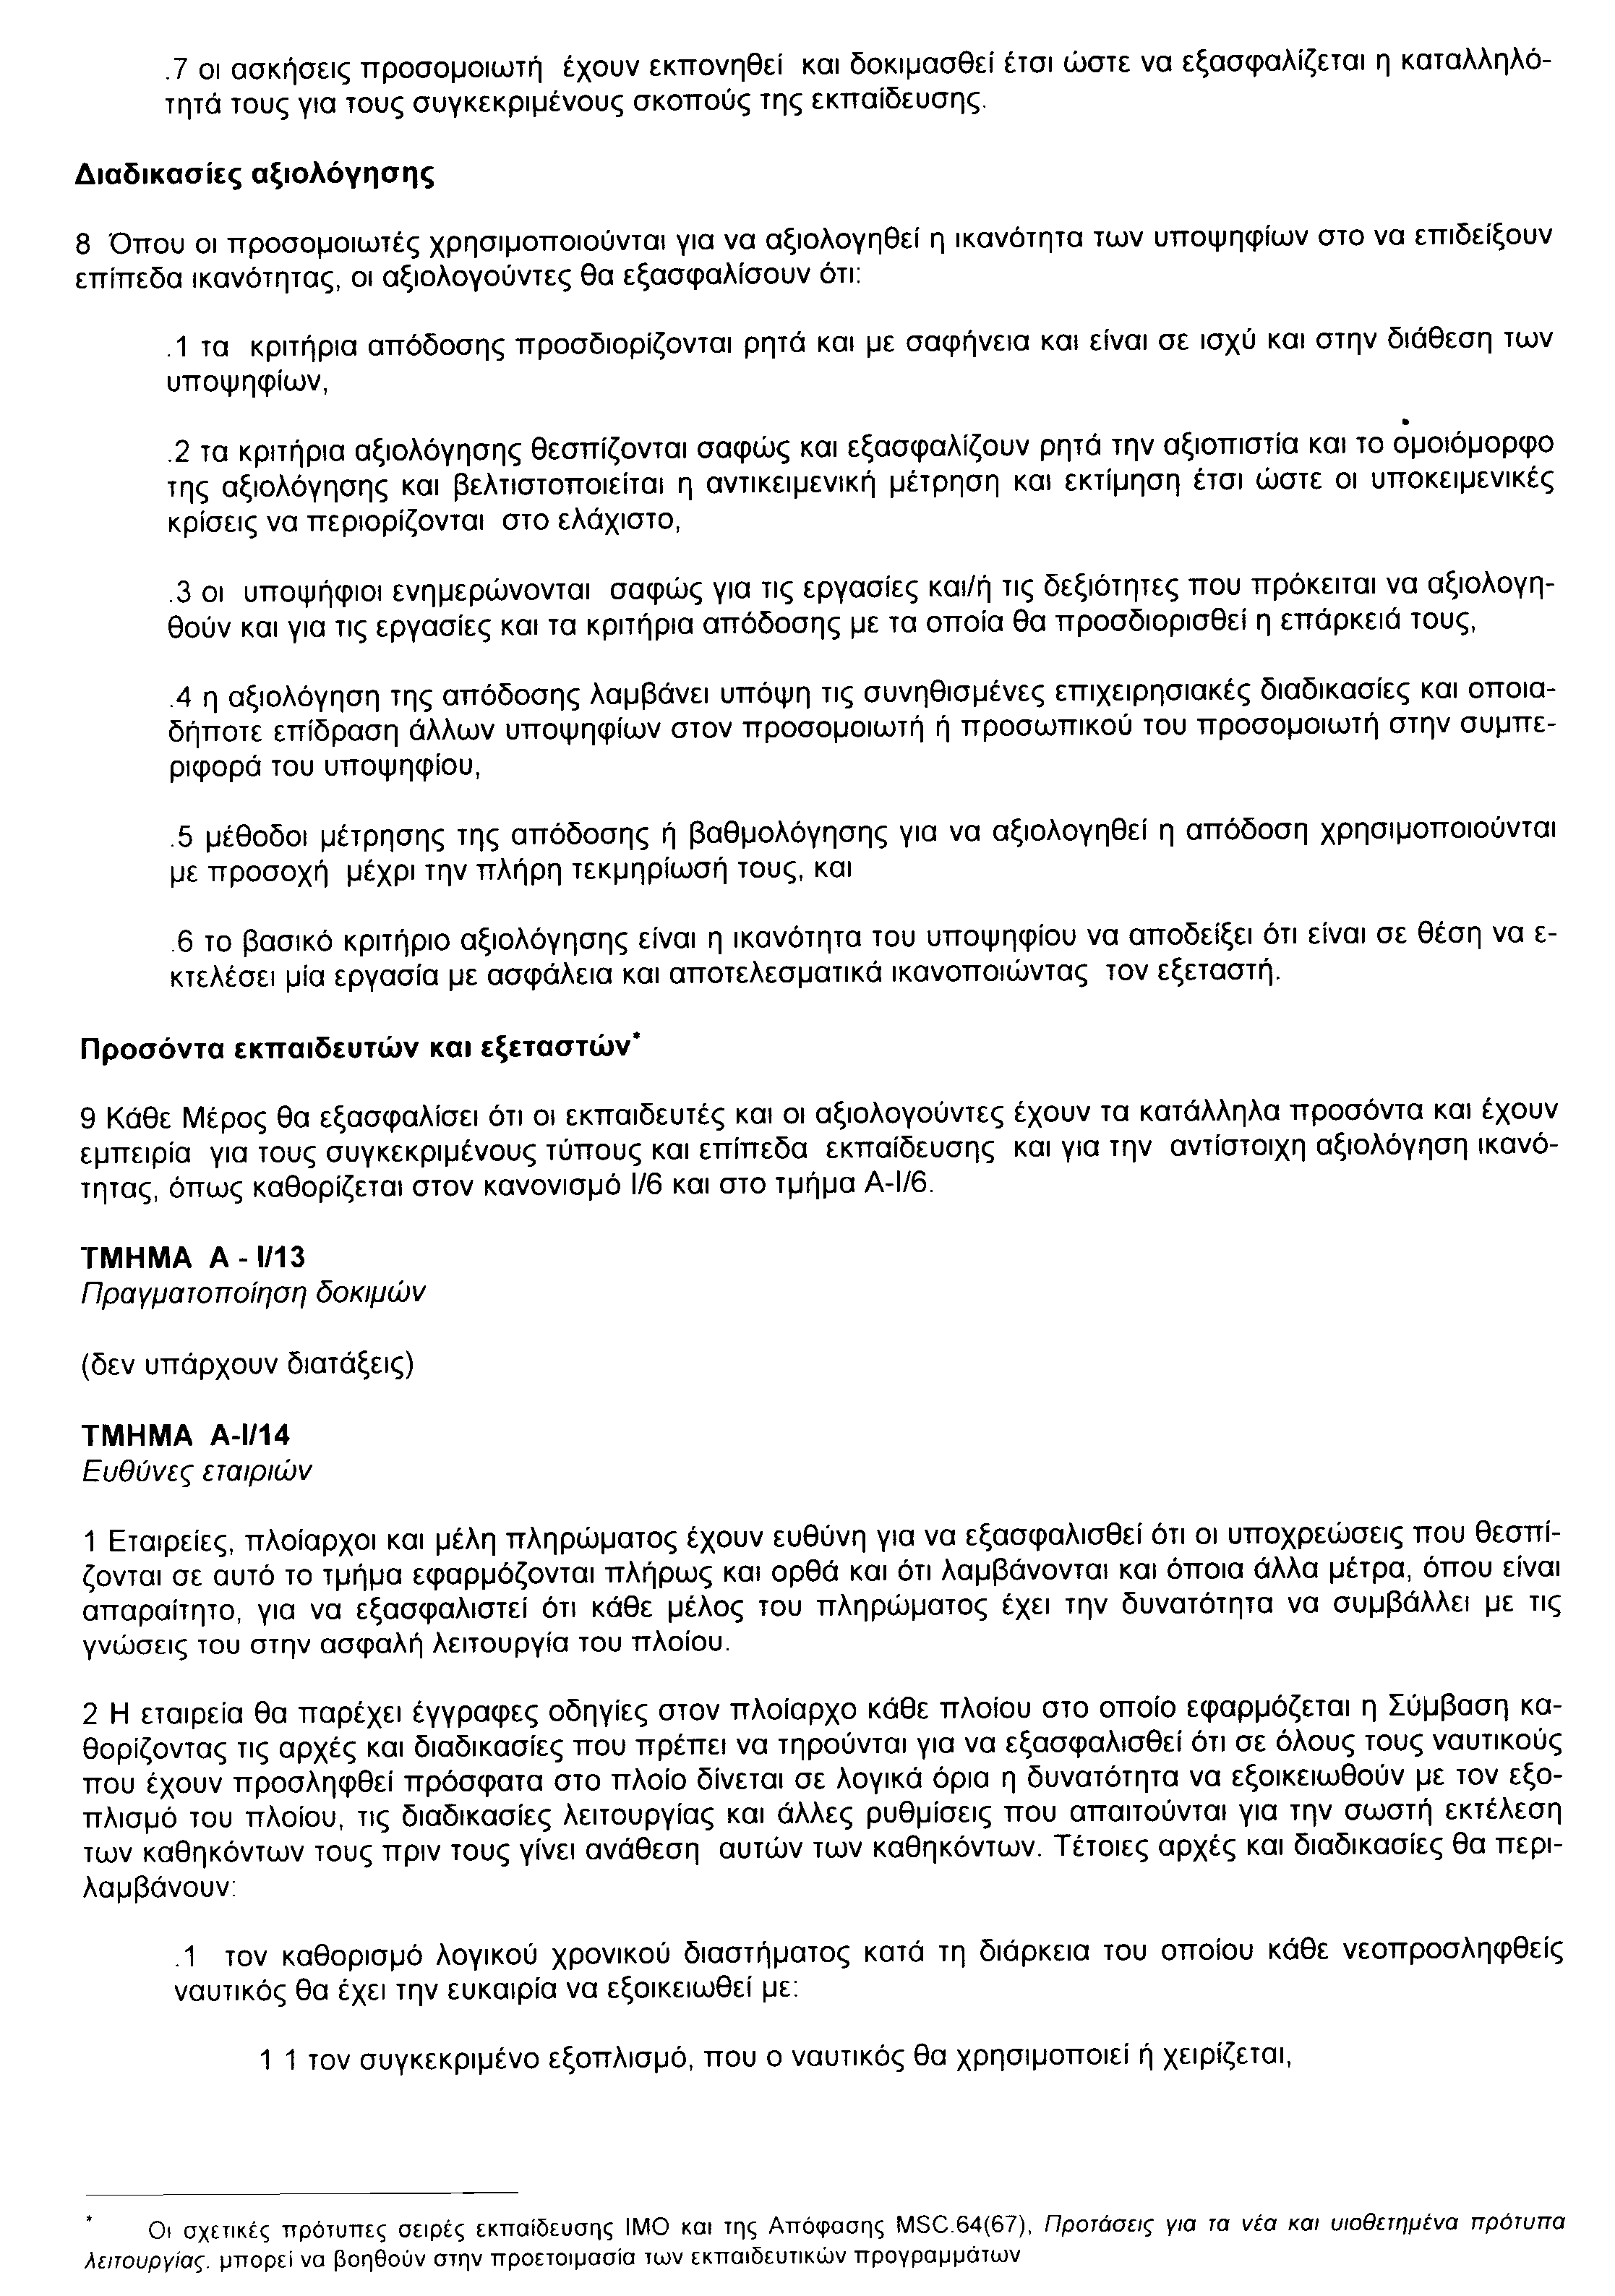 .7 οι ασκήσεις προσομοιωτή έχουν εκπονηθεί και δοκιμασθεί έτσι ώστε να εξασφαλίζεται η καταλληλό-
τητά τους για τους συγκεκριμένους σκοπούς της εκπαίδευσης.
Διαδικασίες αξιολόγησης
8 Όπου οι προσομοιωτές χρησιμοποιούνται για να αξιολογηθεί η ικανότητα των υποψηφίων στο να επιδείξουν
επίπεδα ικανότητας, οι αξιολογούντες θα εξασφαλίσουν ότι:
.1 τα κριτήρια απόδοσης προσδιορίζονται ρητά και με σαφήνεια και είναι σε ισχύ και στην διάθεση των
υποψηφίων,
.2 τα κριτήρια αξιολόγησης θεσπίζονται σαφώς και εξασφαλίζουν ρητά την αξιοπιστία και το ομοιόμορφο
της αξιολόγησης και βελτιστοποιείται η αντικειμενική μέτρηση και εκτίμηση έτσι ώστε οι υποκειμενικές
κρίσεις να περιορίζονται στο ελάχιστο,
.3 οι υποψήφιοι ενημερώνονται σαφώς για τις εργασίες και/ή τις δεξιότητες που πρόκειται να αξιολογη-
θούν και για τις εργασίες και τα κριτήρια απόδοσης με τα οποία θα προσδιορισθεί η επάρκειά τους,
.4 η αξιολόγηση της απόδοσης λαμβάνει υπόψη τις συνηθισμένες επιχειρησιακές διαδικασίες και οποια-
δήποτε επίδραση άλλων υποψηφίων στον προσομοιωτή ή προσωπικού του προσομοιωτή στην συμπε-
ριφορά του υποψηφίου,
.5 μέθοδοι μέτρησης της απόδοσης ή βαθμολόγησης για να αξιολογηθεί η απόδοση χρησιμοποιούνται
με προσοχή μέχρι την πλήρη τεκμηρίωσή τους, και
.6 το βασικό κριτήριο αξιολόγησης είναι η ικανότητα του υποψηφίου να αποδείξει ότι είναι σε θέση να ε-
κτελέσει μία εργασία με ασφάλεια και αποτελεσματικά ικανοποιώντας τον εξεταστή.
Προσόντα εκπαιδευτών και εξεταστών*
9 Κάθε Μέρος θα εξασφαλίσει ότι οι εκπαιδευτές και οι αξιολογούντες έχουν τα κατάλληλα προσόντα και έχουν
εμπειρία για τους συγκεκριμένους τύπους και επίπεδα εκπαίδευσης και για την αντίστοιχη αξιολόγηση ικανό-
τητας, όπως καθορίζεται στον κανονισμό I/6 και στο τμήμα A-I/6.
ΤΜΗΜΑ Α - I/13
Πραγματοποίηση δοκιμών
(δεν υπάρχουν διατάξεις)
ΤΜΗΜΑ A-I/14
Ευθύνες εταιριών
1 Εταιρείες, πλοίαρχοι και μέλη πληρώματος έχουν ευθύνη για να εξασφαλισθεί ότι οι υποχρεώσεις που θεσπί-
ζονται σε αυτό το τμήμα εφαρμόζονται πλήρως και ορθά και ότι λαμβάνονται και όποια άλλα μέτρα, όπου είναι
απαραίτητο, για να εξασφαλιστεί ότι κάθε μέλος του πληρώματος έχει την δυνατότητα να συμβάλλει με τις
γνώσεις του στην ασφαλή λειτουργία του πλοίου.
2 Η εταιρεία θα παρέχει έγγραφες οδηγίες στον πλοίαρχο κάθε πλοίου στο οποίο εφαρμόζεται η Σύμβαση κα-
θορίζοντας τις αρχές και διαδικασίες που πρέπει να τηρούνται για να εξασφαλισθεί ότι σε όλους τους ναυτικούς
που έχουν προσληφθεί πρόσφατα στο πλοίο δίνεται σε λογικά όρια η δυνατότητα να εξοικειωθούν με τον εξο-
πλισμό του πλοίου, τις διαδικασίες λειτουργίας και άλλες ρυθμίσεις που απαιτούνται για την σωστή εκτέλεση
των καθηκόντων τους πριν τους γίνει ανάθεση αυτών των καθηκόντων. Τέτοιες αρχές και διαδικασίες θα περι-
λαμβάνουν:
.1 τον καθορισμό λογικού χρονικού διαστήματος κατά τη διάρκεια του οποίου κάθε νεοπροσληφθείς
ναυτικός θα έχει την ευκαιρία να εξοικειωθεί με:
1 1 τον συγκεκριμένο εξοπλισμό, που ο ναυτικός θα χρησιμοποιεί ή χειρίζεται,
* Οι σχετικές πρότυπες σειρές εκπαίδευσης IMO και της Απόφασης MSC.64(67), Προτάσεις για τα νέα και υιοθετημένα πρότυπα
λειτουργίας. μπορεί να βοηθούν στην προετοιμασία των εκπαιδευτικών προγραμμάτων